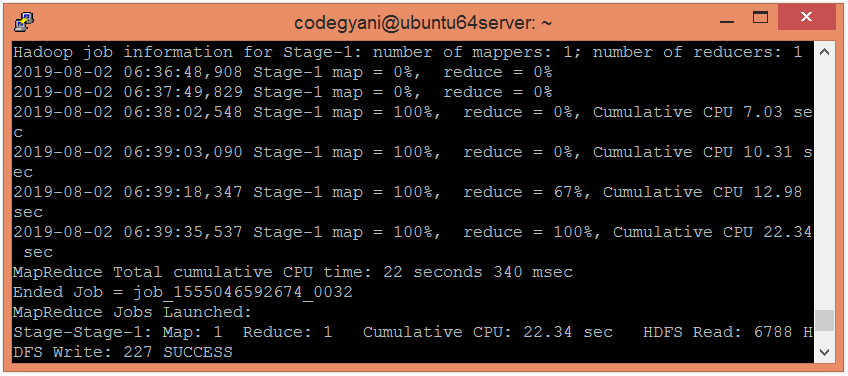 codegyani@ubuntu64server: ~
Hadoop job information for Stage-1: number of mappers: 1; number of reducers: 1
2019-08-02 06:36:48,908 Stage-1 map = 0%,  reduce = 0%
2019-08-02 06:37:49,829 Stage-1 map = 0%,  reduce = 0%
2019-08-02 06:38:02,548 Stage-1 map = 100%,  reduce = 0%, Cumulative CPU 7.03 se
c
2019-08-02 06:39:03,090 Stage-1 map = 100%,  reduce = 0%, Cumulative CPU 10.31 s
ec
2019-08-02 06:39:18,347 Stage-1 map = 100%,  reduce = 67%, Cumulative CPU 12.98
sec
2019-08-02 06:39:35,537 Stage-1 map = 100%,  reduce = 100%, Cumulative CPU 22.34
 sec
MapReduce Total cumulative CPU time: 22 seconds 340 msec
Ended Job = job_1555046592674_0032
MapReduce Jobs Launched:
Stage-Stage-1: Map: 1  Reduce: 1   Cumulative CPU: 22.34 sec   HDFS Read: 6788 H
DFS Write: 227 SUCCESS